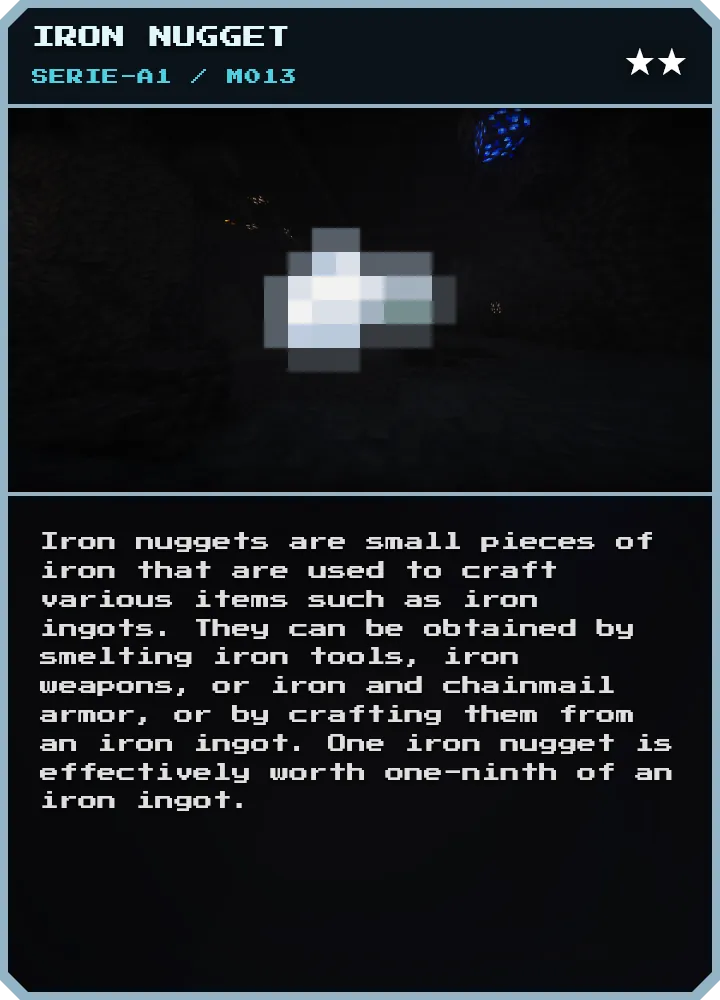 IRON NUGGET
SERIE-A1 / M013
★★
Iron nuggets are small pieces of
iron that are used to craft
various items such as iron
ingots. They can be obtained by
smelting iron tools, iron
weapons, or iron and chainmail
armor, or by crafting them from
an iron ingot. One iron nugget is
effectively worth one-ninth of an
iron ingot.